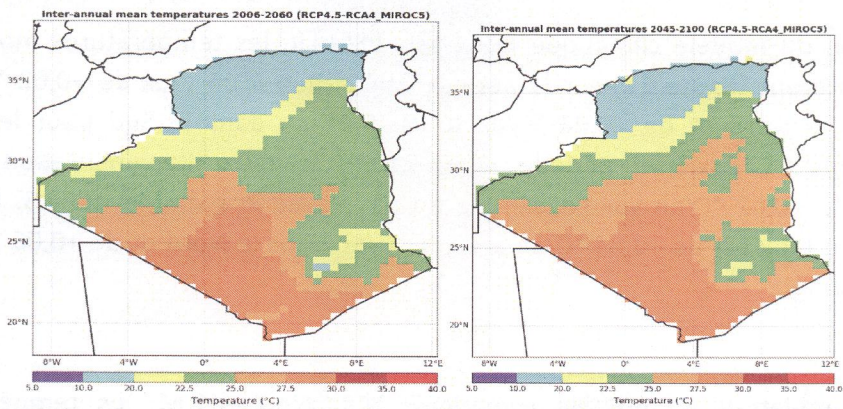 Inter-annual mean temperatures 2006-2060 (RCP4.5-RCA4_MIROC5)
35°N
30°N
25°N
20°N
8°W 4°W 0° 4°E 8°E 12°E
5.0 10.0 20.0 22.5 25.0 27.5 30.0 35.0 40.0
Temperature (°C)
Inter-annual mean temperatures 2045-2100 (RCP4.5-RCA4_MIROC5)
35°N
30°N
25°N
20°N
8°W 4°W 0° 4°E 8°E 12°E
5.0 10.0 20.0 22.5 25.0 27.5 30.0 35.0 40.0
Temperature (°C)